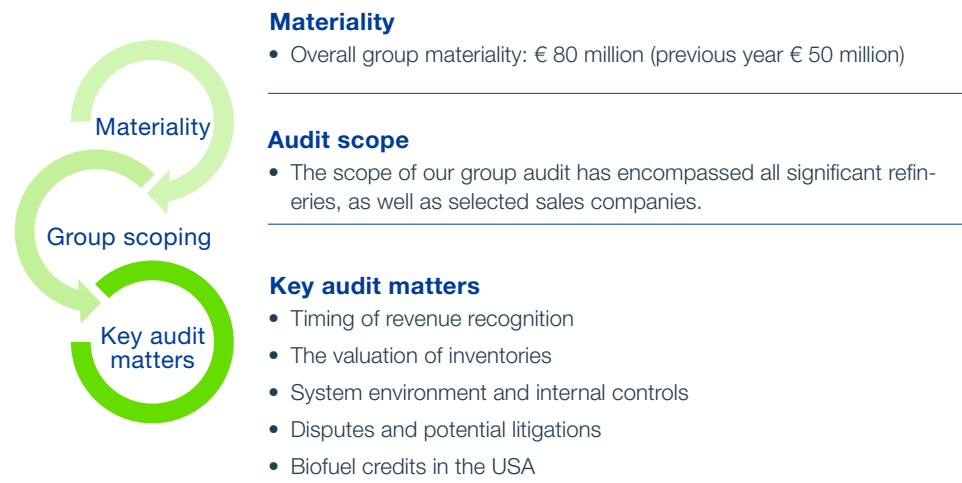 Materiality
• Overall group materiality: € 80 million (previous year € 50 million)
Materiality
Audit scope
• The scope of our group audit has encompassed all significant refin-
eries, as well as selected sales companies.
Group scoping
Key audit matters
• Timing of revenue recognition
Key audit
matters
• The valuation of inventories
• System environment and internal controls
• Disputes and potential litigations
• Biofuel credits in the USA